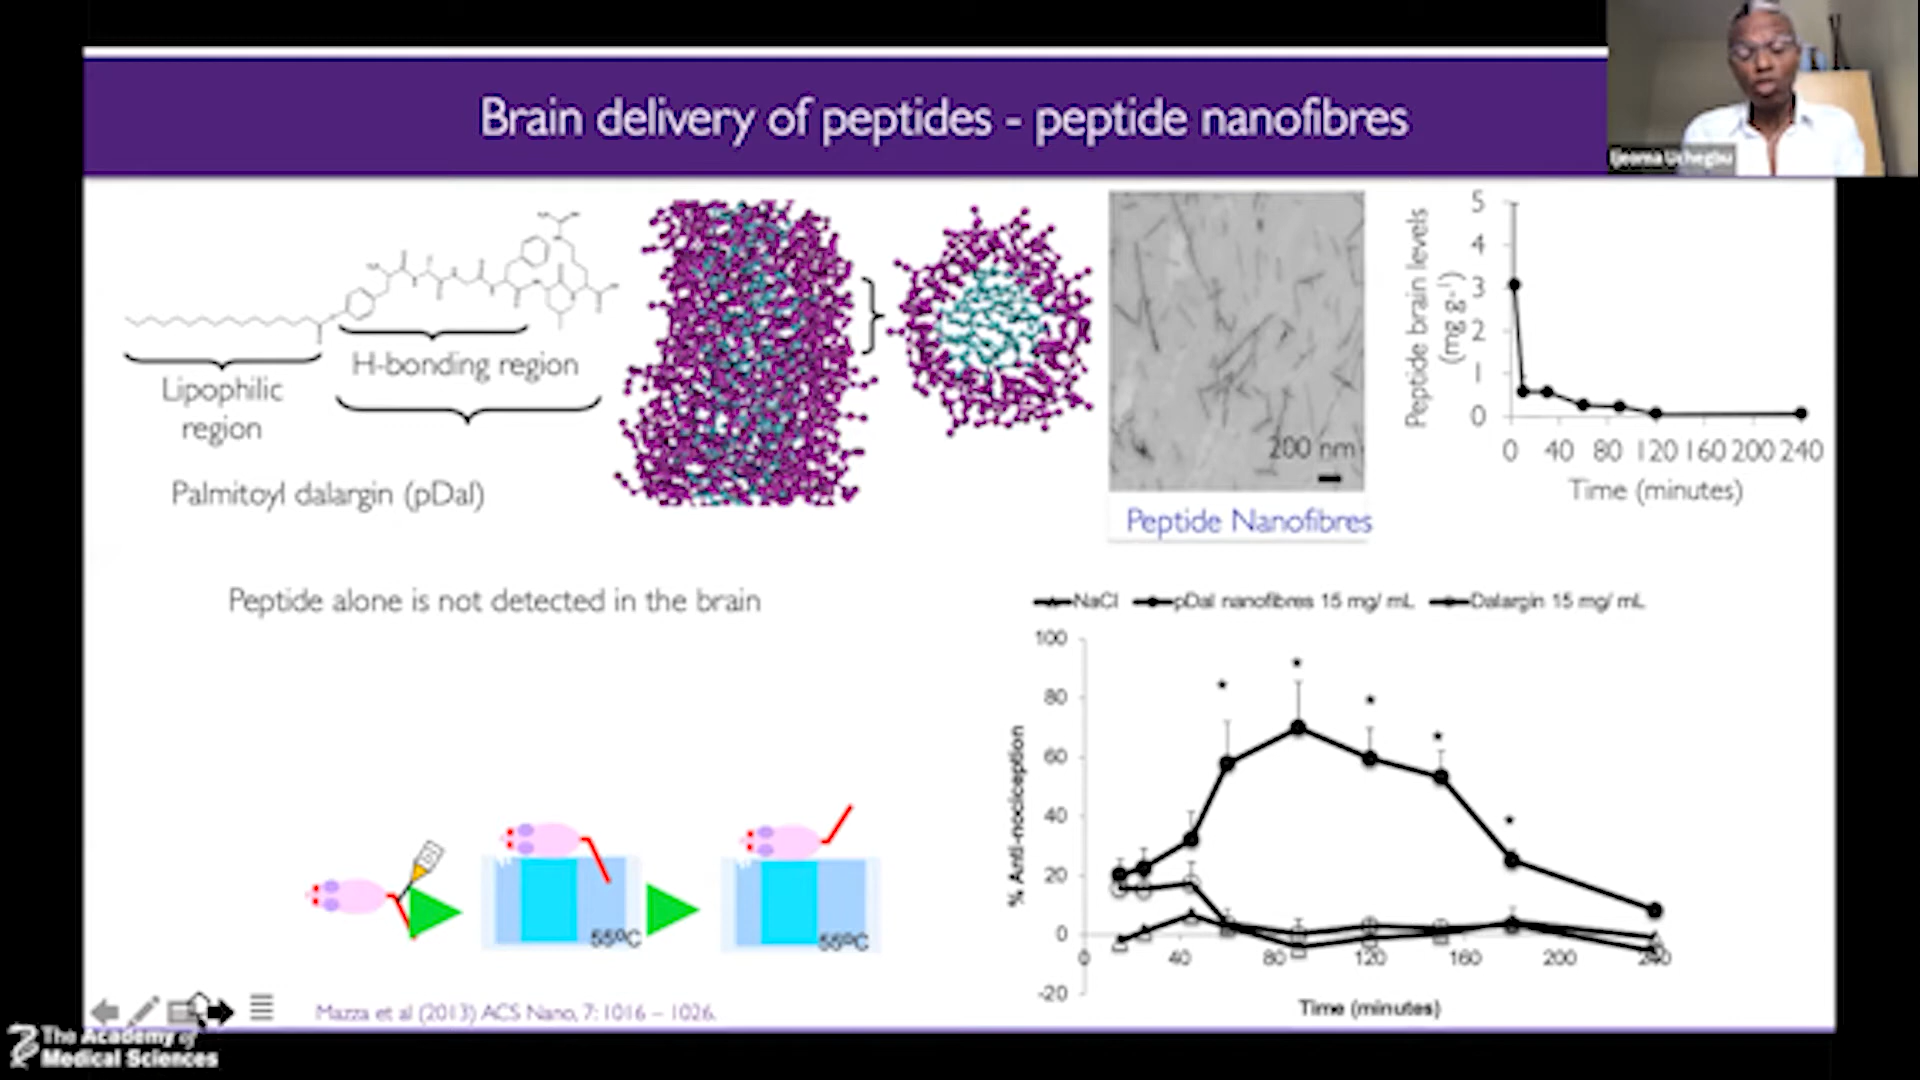 Brain delivery of peptides - peptide nanofibres
Ijeoma Uchegbu
Lipophilic
region
H-bonding region
Palmitoyl dalargin (pDal)
200 nm
Peptide Nanofibres
Peptide brain levels
(mg g-1)
5
4
3
2
1
0
0 40 80 120 160 200 240
Time (minutes)
Peptide alone is not detected in the brain
NaCl pDal nanofibres 15 mg/ mL Dalargin 15 mg/ mL
% Anti-nociception
100
80
60
40
20
0
-20
0 40 80 120 160 200 240
Time (minutes)
55ºC
55ºC
Mazza et al (2013) ACS Nano, 7: 1016 – 1026.
The Academy of
Medical Sciences